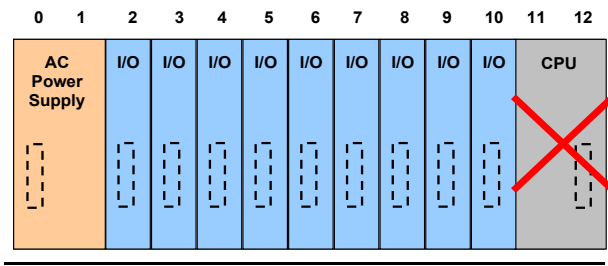 0 1 2 3 4 5 6 7 8 9 10 11 12
AC
Power
Supply
I/O I/O I/O I/O I/O I/O I/O I/O I/O
CPU